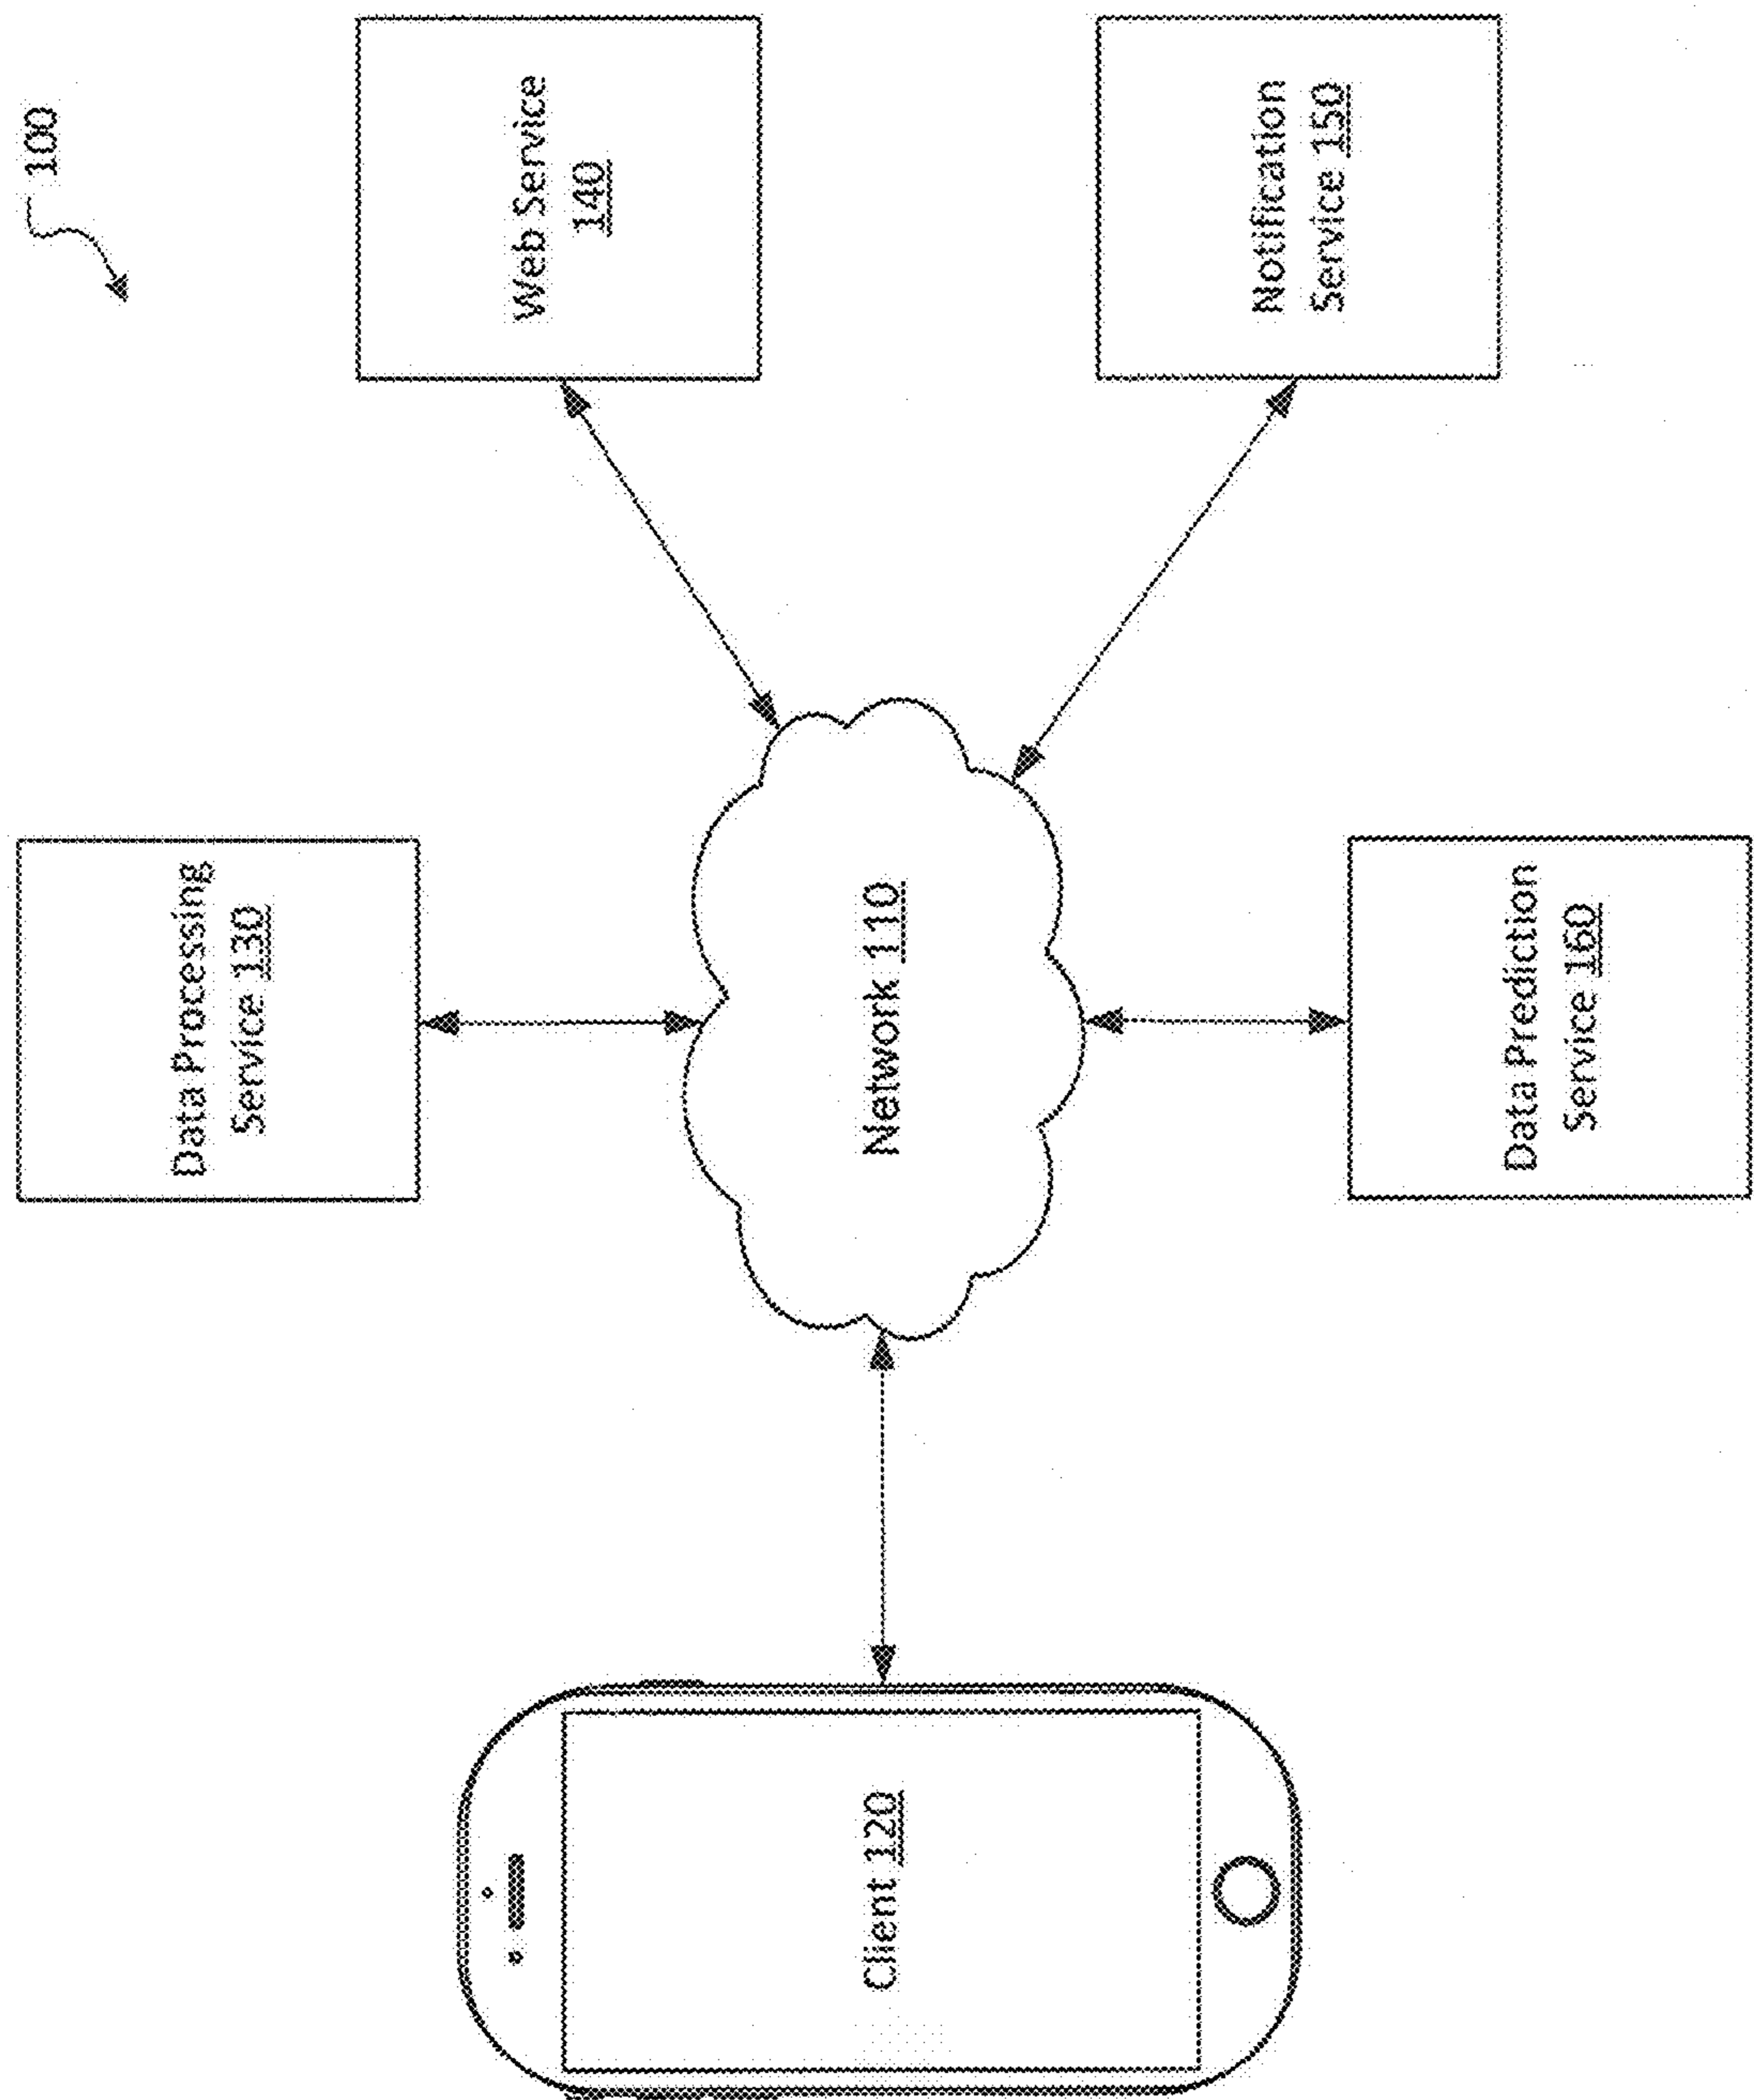 100
Data Processing
Service 130
Web Service
140
Client 120
Network 110
Notification
Service 150
Data Prediction
Service 160